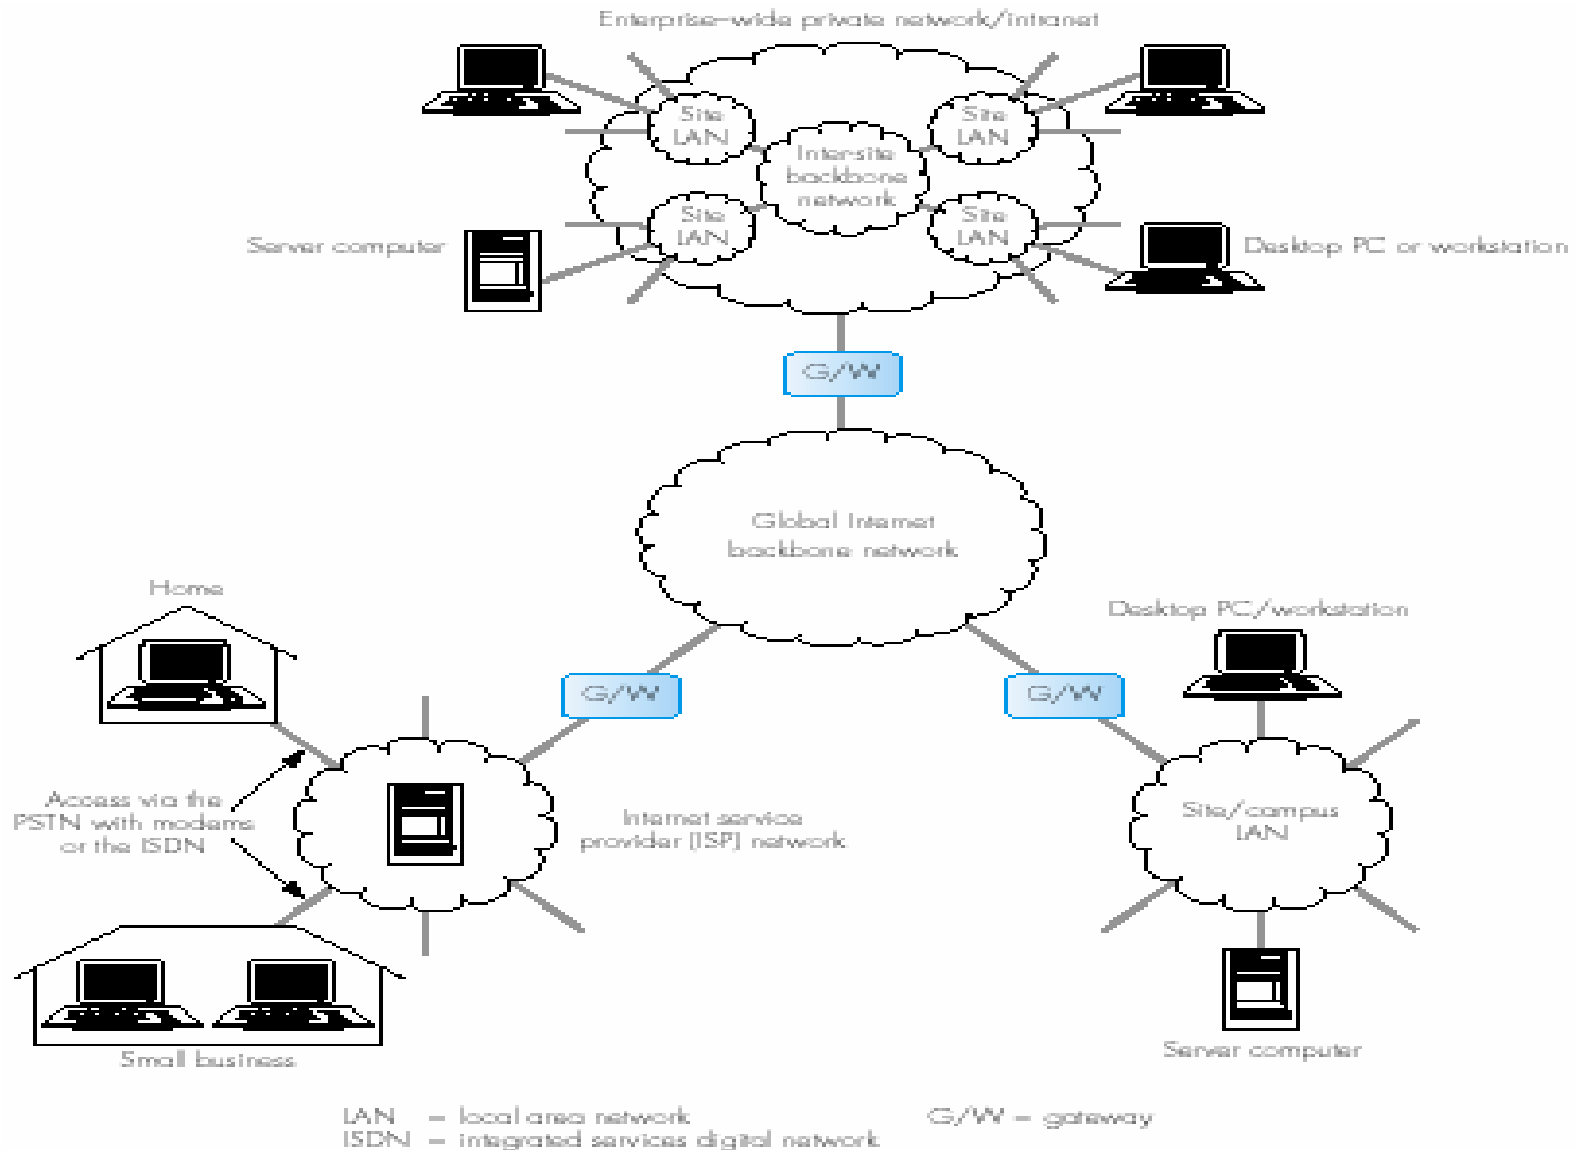 Enterprise-wide private network/intranet
Site
LAN
Site
LAN
Inter-site
backbone
network
Site
LAN
Site
LAN
Server computer
Desktop PC or workstation
G/W
Global Internet
backbone network
Home
Desktop PC/workstation
G/W
G/W
Access via the
PSTN with modems
or the ISDN
Internet service
provider (ISP) network
Site/campus
LAN
Small business
Server computer
LAN = local area network
G/W = gateway
ISDN = integrated services digital network